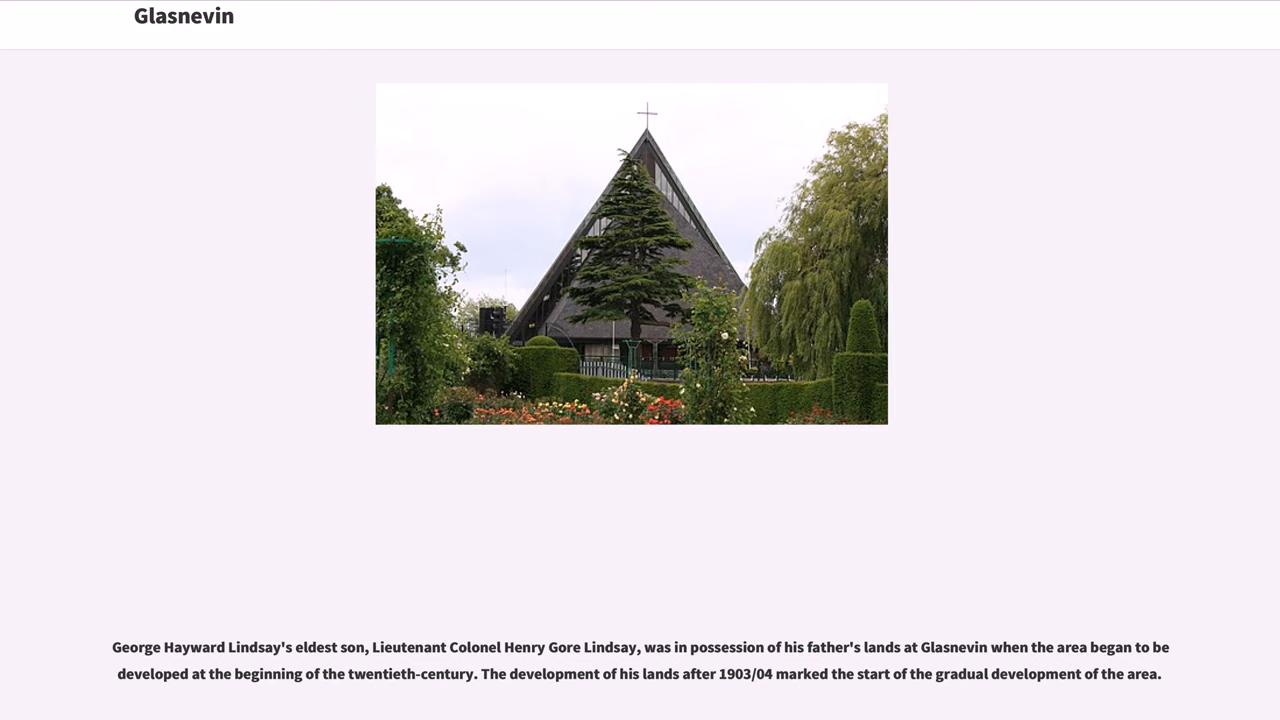 Glasnevin
George Hayward Lindsay's eldest son, Lieutenant Colonel Henry Gore Lindsay, was in possession of his father's lands at Glasnevin when the area began to be
developed at the beginning of the twentieth-century. The development of his lands after 1903/04 marked the start of the gradual development of the area.